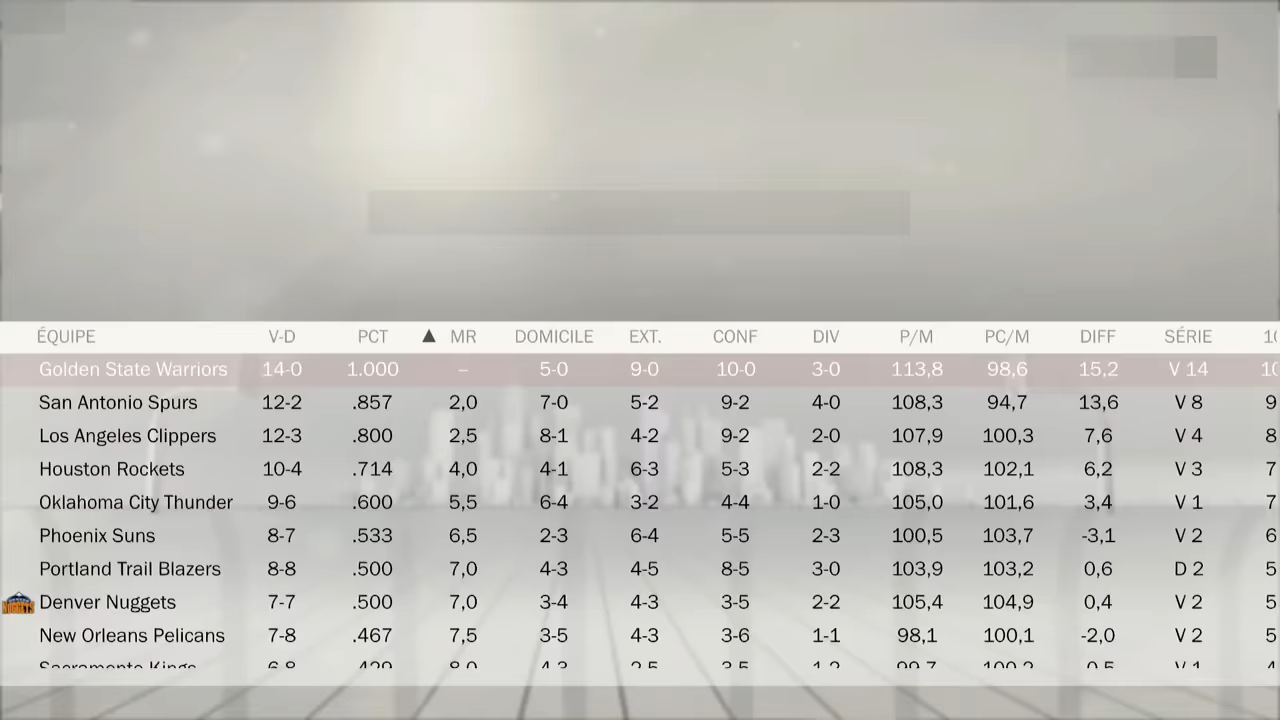 ÉQUIPE V-D PCT ▲ MR DOMICILE EXT. CONF DIV P/M PC/M DIFF SÉRIE
Golden State Warriors 14-0 1.000 – 5-0 9-0 10-0 3-0 113,8 98,6 15,2 V 14
San Antonio Spurs 12-2 .857 2,0 7-0 5-2 9-2 4-0 108,3 94,7 13,6 V 8 9
Los Angeles Clippers 12-3 .800 2,5 8-1 4-2 9-2 2-0 107,9 100,3 7,6 V 4 8
Houston Rockets 10-4 .714 4,0 4-1 6-3 5-3 2-2 108,3 102,1 6,2 V 3 7
Oklahoma City Thunder 9-6 .600 5,5 6-4 3-2 4-4 1-0 105,0 101,6 3,4 V 1 7
Phoenix Suns 8-7 .533 6,5 2-3 6-4 5-5 2-3 100,5 103,7 -3,1 V 2 6
Portland Trail Blazers 8-8 .500 7,0 4-3 4-5 8-5 3-0 103,9 103,2 0,6 D 2 5
Denver Nuggets 7-7 .500 7,0 3-4 4-3 3-5 2-2 105,4 104,9 0,4 V 2 5
New Orleans Pelicans 7-8 .467 7,5 3-5 4-3 3-6 1-1 98,1 100,1 -2,0 V 2 5
Sacramento Kings